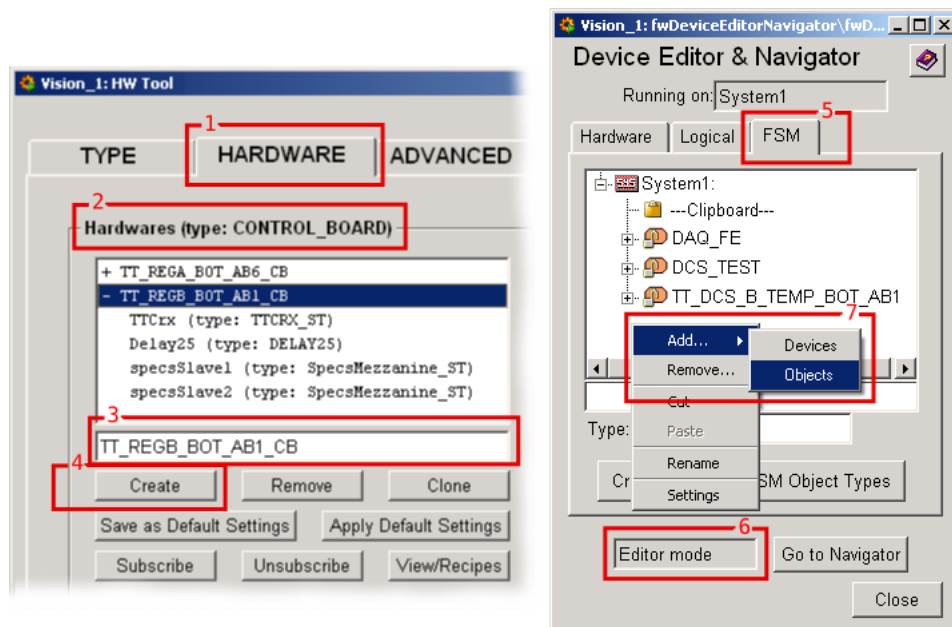 Vision_1: HW Tool
1
TYPE
HARDWARE
ADVANCED
2
Hardwares (type: CONTROL_BOARD)
+ TT_REGA_BOT_AB6_CB
- TT_REGB_BOT_AB1_CB
TTCrx (type: TTCRX_ST)
Delay25 (type: DELAY25)
specsSlave1 (type: SpecsMezzanine_ST)
specsSlave2 (type: SpecsMezzanine_ST)
3
TT_REGB_BOT_AB1_CB
4
Create
Remove
Clone
Save as Default Settings
Apply Default Settings
Subscribe
Unsubscribe
View/Recipes
Vision_1: fwDeviceEditorNavigator\fwD...
Device Editor & Navigator
Running on:
System1
5
Hardware
Logical
FSM
System1:
---Clipboard---
DAQ_FE
DCS_TEST
TT_DCS_B_TEMP_BOT_AB1
7
Add...
Devices
Remove...
Objects
Cut
Type:
Paste
Rename
Cr
SM Object Types
Settings
6
Editor mode
Go to Navigator
Close